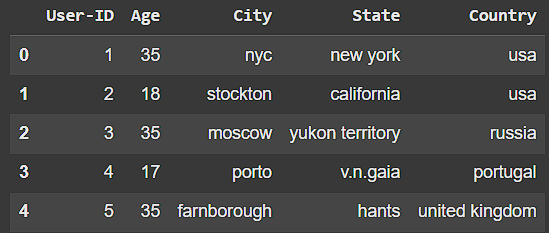 User-ID Age City State Country
0 1 35 nyc new york usa
1 2 18 stockton california usa
2 3 35 moscow yukon territory russia
3 4 17 porto v.n.gaia portugal
4 5 35 farnborough hants united kingdom